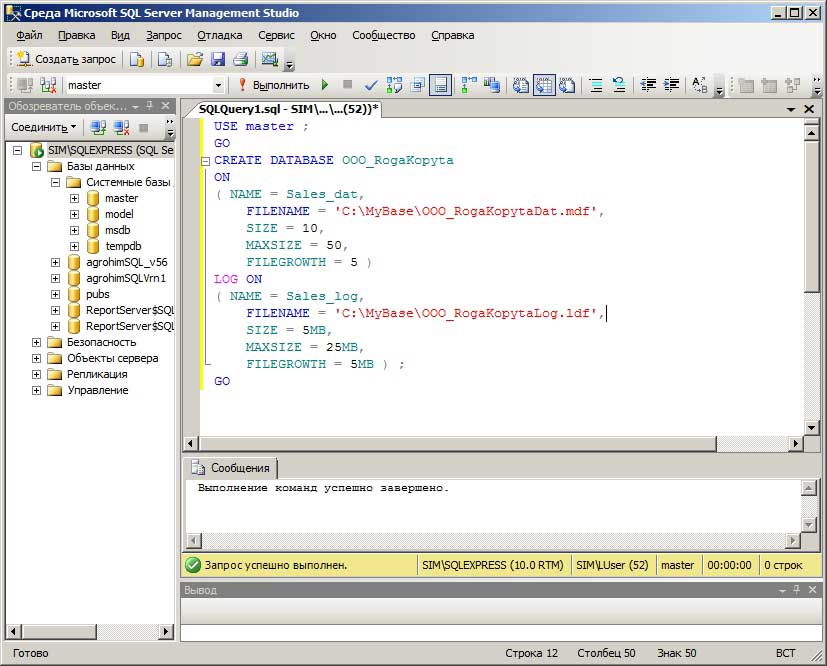 Среда Microsoft SQL Server Management Studio
Файл Правка Вид Запрос Отладка Сервис Окно Сообщество Справка
Создать запрос
master Выполнить
Обозреватель объек...
SQLQuery1.sql - SIM\...\...(52))*
Соединить
SIM\SQLEXPRESS (SQL Se
Базы данных
Системные базы
master
model
msdb
tempdb
agrohimSQL_v56
agrohimSQLVrn1
pubs
ReportServer$SQL
ReportServer$SQL
Безопасность
Объекты сервера
Репликация
Управление
USE master ;
GO
CREATE DATABASE OOO_RogaKopyta
ON
( NAME = Sales_dat,
FILENAME = 'C:\MyBase\OOO_RogaKopytaDat.mdf',
SIZE = 10,
MAXSIZE = 50,
FILEGROWTH = 5 )
LOG ON
( NAME = Sales_log,
FILENAME = 'C:\MyBase\OOO_RogaKopytaLog.ldf',
SIZE = 5MB,
MAXSIZE = 25MB,
FILEGROWTH = 5MB ) ;
GO
Сообщения
Выполнение команд успешно завершено.
Запрос успешно выполнен. SIM\SQLEXPRESS (10.0 RTM) SIM\LUser (52) master 00:00:00 0 строк
Вывод
Готово Строка 12 Столбец 50 Знак 50 ВСТ